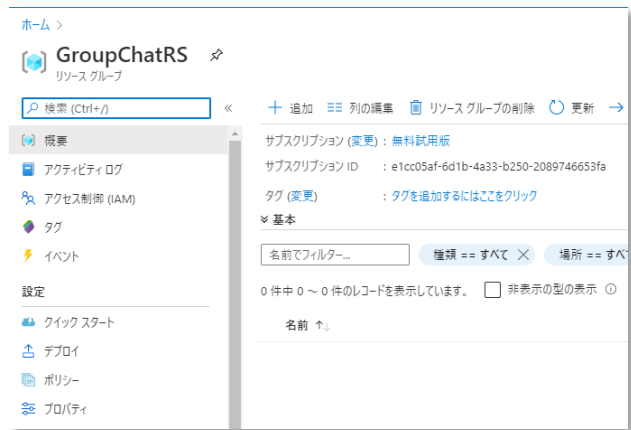 ホーム >
GroupChatRS
リソース グループ
検索 (Ctrl+/)
«
追加 列の編集 リソース グループの削除 更新
概要
アクティビティ ログ
アクセス制御 (IAM)
タグ
イベント
設定
クイック スタート
デプロイ
ポリシー
プロパティ
サブスクリプション (変更) : 無料試用版
サブスクリプション ID : e1cc05af-6d1b-4a33-b250-2089746653fa
タグ (変更) : タグを追加するにはここをクリック
基本
名前でフィルター... 種類 == すべて 場所 == すべ
0 件中 0 ～ 0 件のレコードを表示しています。 非表示の型の表示
名前 ↑↓